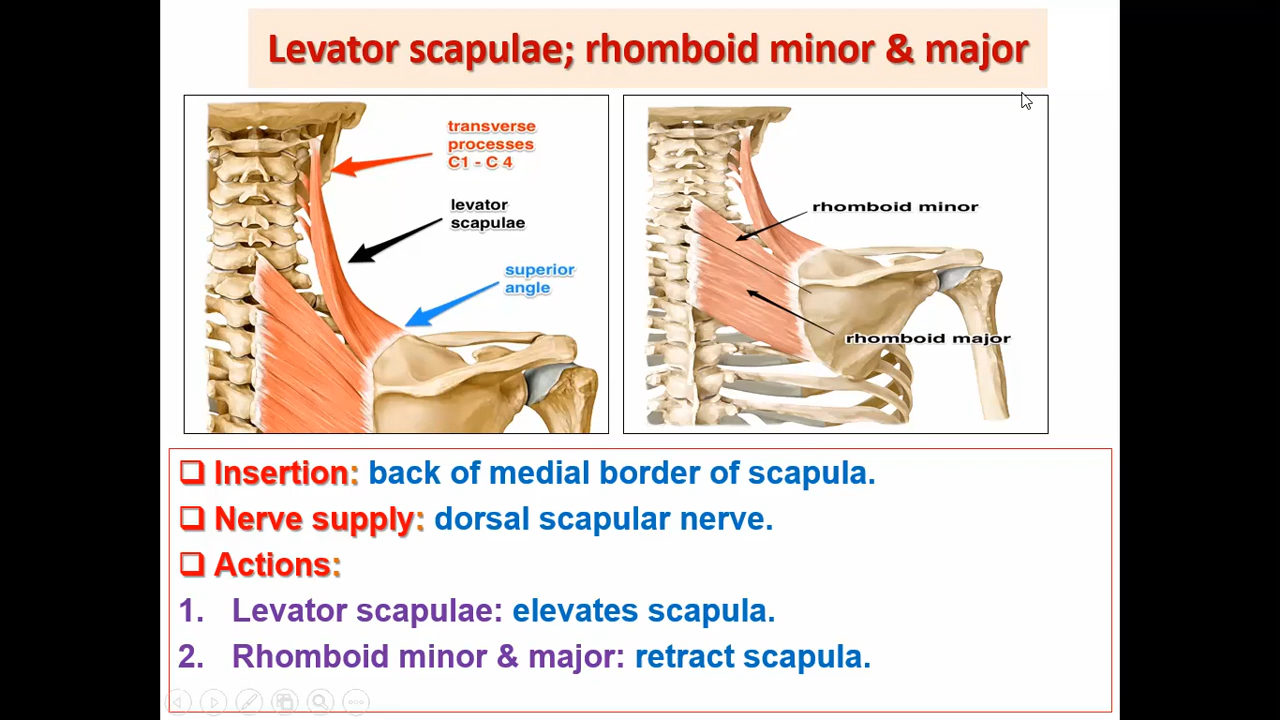 Levator scapulae; rhomboid minor & major
transverse
processes
C1 - C 4
levator
scapulae
superior
angle
rhomboid minor
rhomboid major
❑ Insertion: back of medial border of scapula.
❑ Nerve supply: dorsal scapular nerve.
❑ Actions:
1. Levator scapulae: elevates scapula.
2. Rhomboid minor & major: retract scapula.